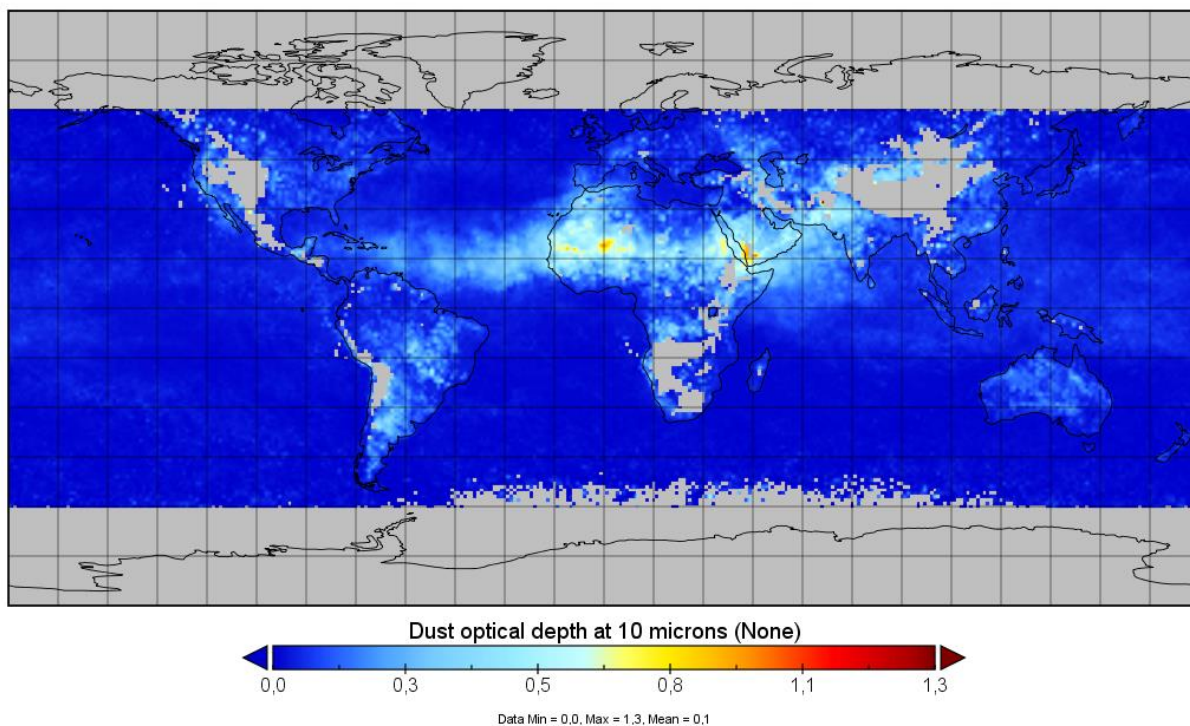 Dust optical depth at 10 microns (None)
0,0 0,3 0,5 0,8 1,1 1,3
Data Min = 0,0, Max = 1,3, Mean = 0,1